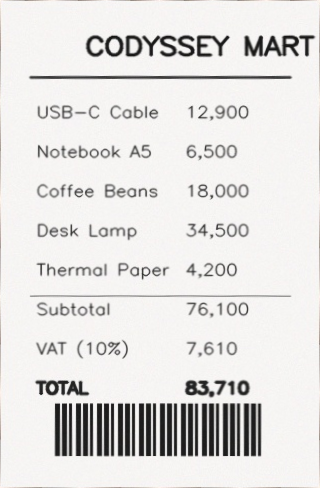 CODYSSEY MART
USB-C Cable 12,900
Notebook A5 6,500
Coffee Beans 18,000
Desk Lamp 34,500
Thermal Paper 4,200
Subtotal 76,100
VAT (10%) 7,610
TOTAL 83,710